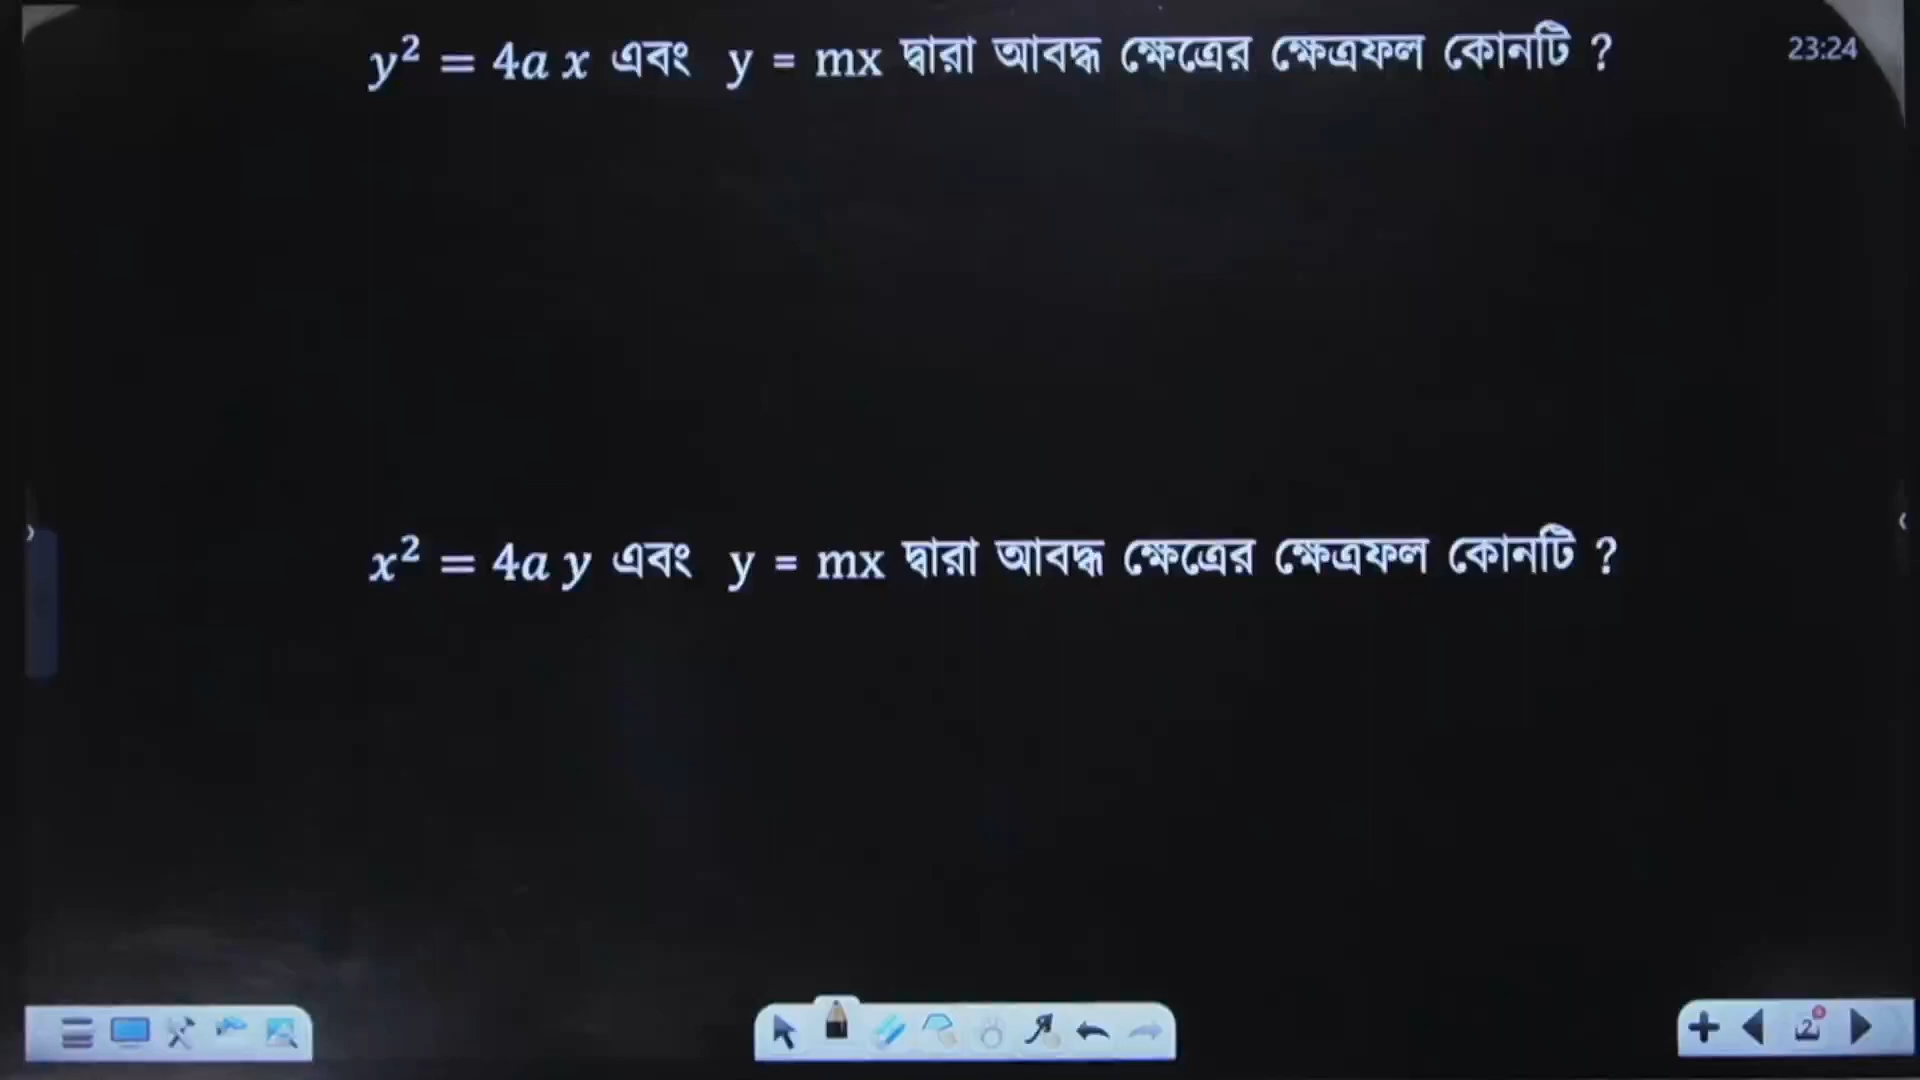 y² = 4a x এবং y = mx দ্বারা আবদ্ধ ক্ষেত্রের ক্ষেত্রফল কোনটি ?
23:24
x² = 4a y এবং y = mx দ্বারা আবদ্ধ ক্ষেত্রের ক্ষেত্রফল কোনটি ?
2